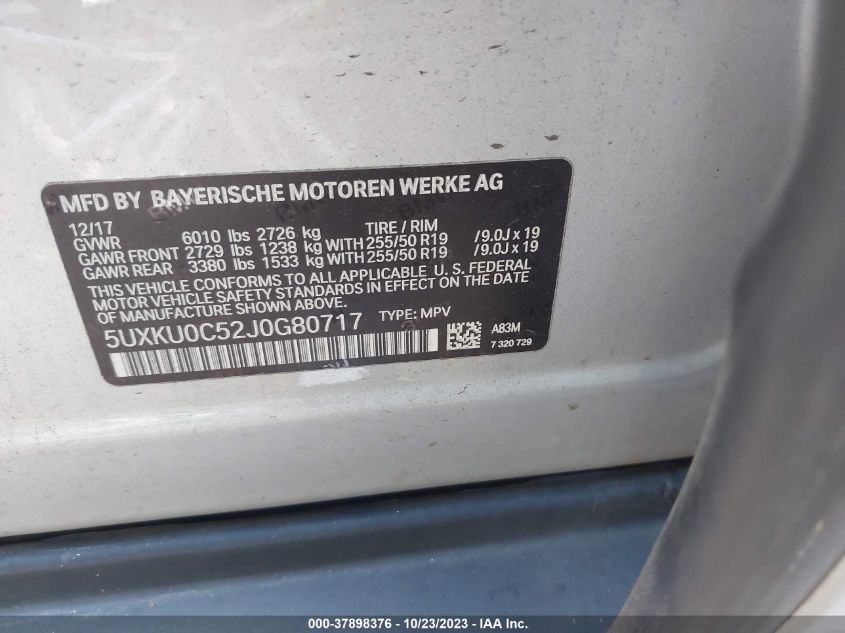 MFD BY BAYERISCHE MOTOREN WERKE AG
12/17
GVWR 6010 lbs 2726 kg TIRE / RIM
GAWR FRONT 2729 lbs 1238 kg WITH 255/50 R19 /9.0J x 19
GAWR REAR 3380 lbs 1533 kg WITH 255/50 R19 /9.0J x 19
THIS VEHICLE CONFORMS TO ALL APPLICABLE U. S. FEDERAL
MOTOR VEHICLE SAFETY STANDARDS IN EFFECT ON THE
DATE OF MANUFACTURE SHOWN ABOVE.
5UXKU0C52J0G80717 TYPE: MPV
A83M
7 320 729
000-37898376 | 10/23/2023 - IAA Inc.